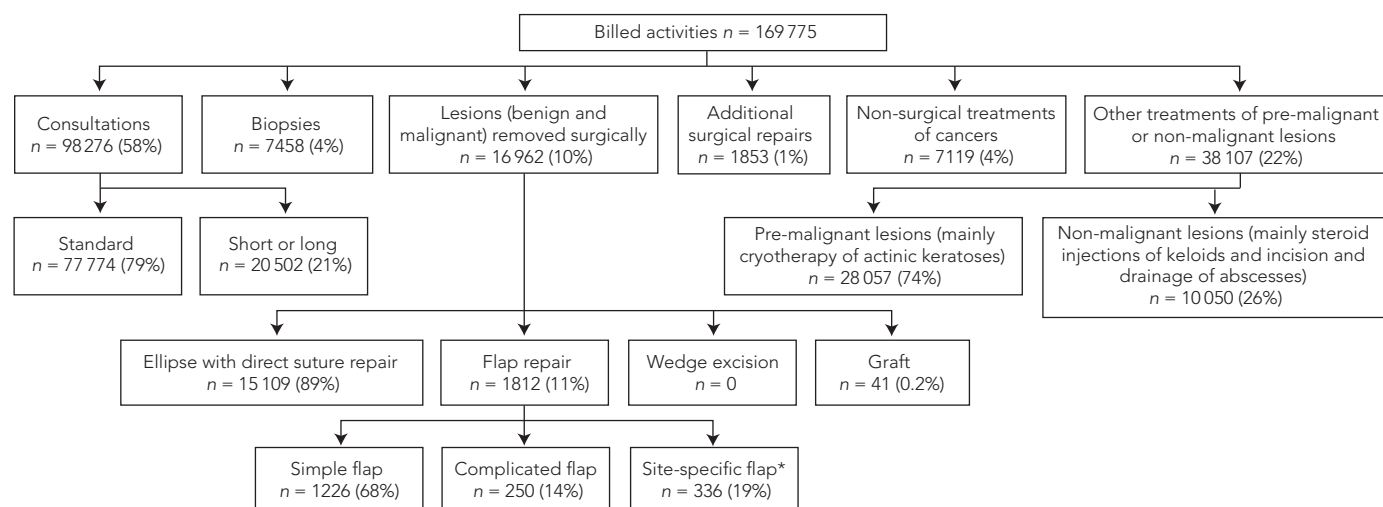 Billed activities n = 169 775
Consultations
n = 98 276 (58%)
Biopsies
n = 7458 (4%)
Lesions (benign and
malignant) removed surgically
n = 16 962 (10%)
Additional
surgical repairs
n = 1853 (1%)
Non-surgical treatments
of cancers
n = 7119 (4%)
Other treatments of pre-malignant
or non-malignant lesions
n = 38 107 (22%)
Standard
n = 77 774 (79%)
Short or long
n = 20 502 (21%)
Pre-malignant lesions (mainly
cryotherapy of actinic keratoses)
n = 28 057 (74%)
Non-malignant lesions (mainly steroid
injections of keloids and incision and
drainage of abscesses)
n = 10 050 (26%)
Ellipse with direct suture repair
n = 15 109 (89%)
Flap repair
n = 1812 (11%)
Wedge excision
n = 0
Graft
n = 41 (0.2%)
Simple flap
n = 1226 (68%)
Complicated flap
n = 250 (14%)
Site-specific flap*
n = 336 (19%)